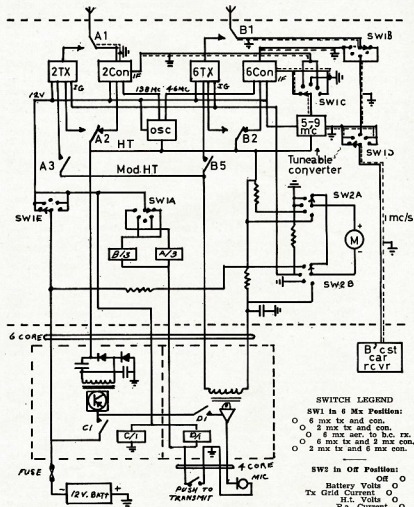 A1
B1
SW1B
2TX
2Con
IF
6TX
6Con
IF
12V
IG
138MC
46MC
IG
SW1C
OSC
5-9
mc
A2
B2
HT
A3
Mod. HT
B5
Tuneable
converter
SW1D
SW1E
SW1A
B/3
A/3
SW2A
+
M
-
SW2B
1mc/s
6 CORE
B'cst
car
rcvr
C1
D1
C/1
D/1
4 CORE
FUSE
- 12V. BATT +
PUSH TO
TRANSMIT
MIC
SWITCH LEGEND
SW1 in 6 Mx Position:
O 6 mx tx and con.
O 2 mx tx and con.
O 6 mx aer. to b.c. rx.
O 6 mx tx and 2 mx con.
O 2 mx tx and 6 mx con.
SW2 in Off Position:
Off O
Battery Volts O
Tx Grid Current O
H.t. Volts O
P.a. Current O